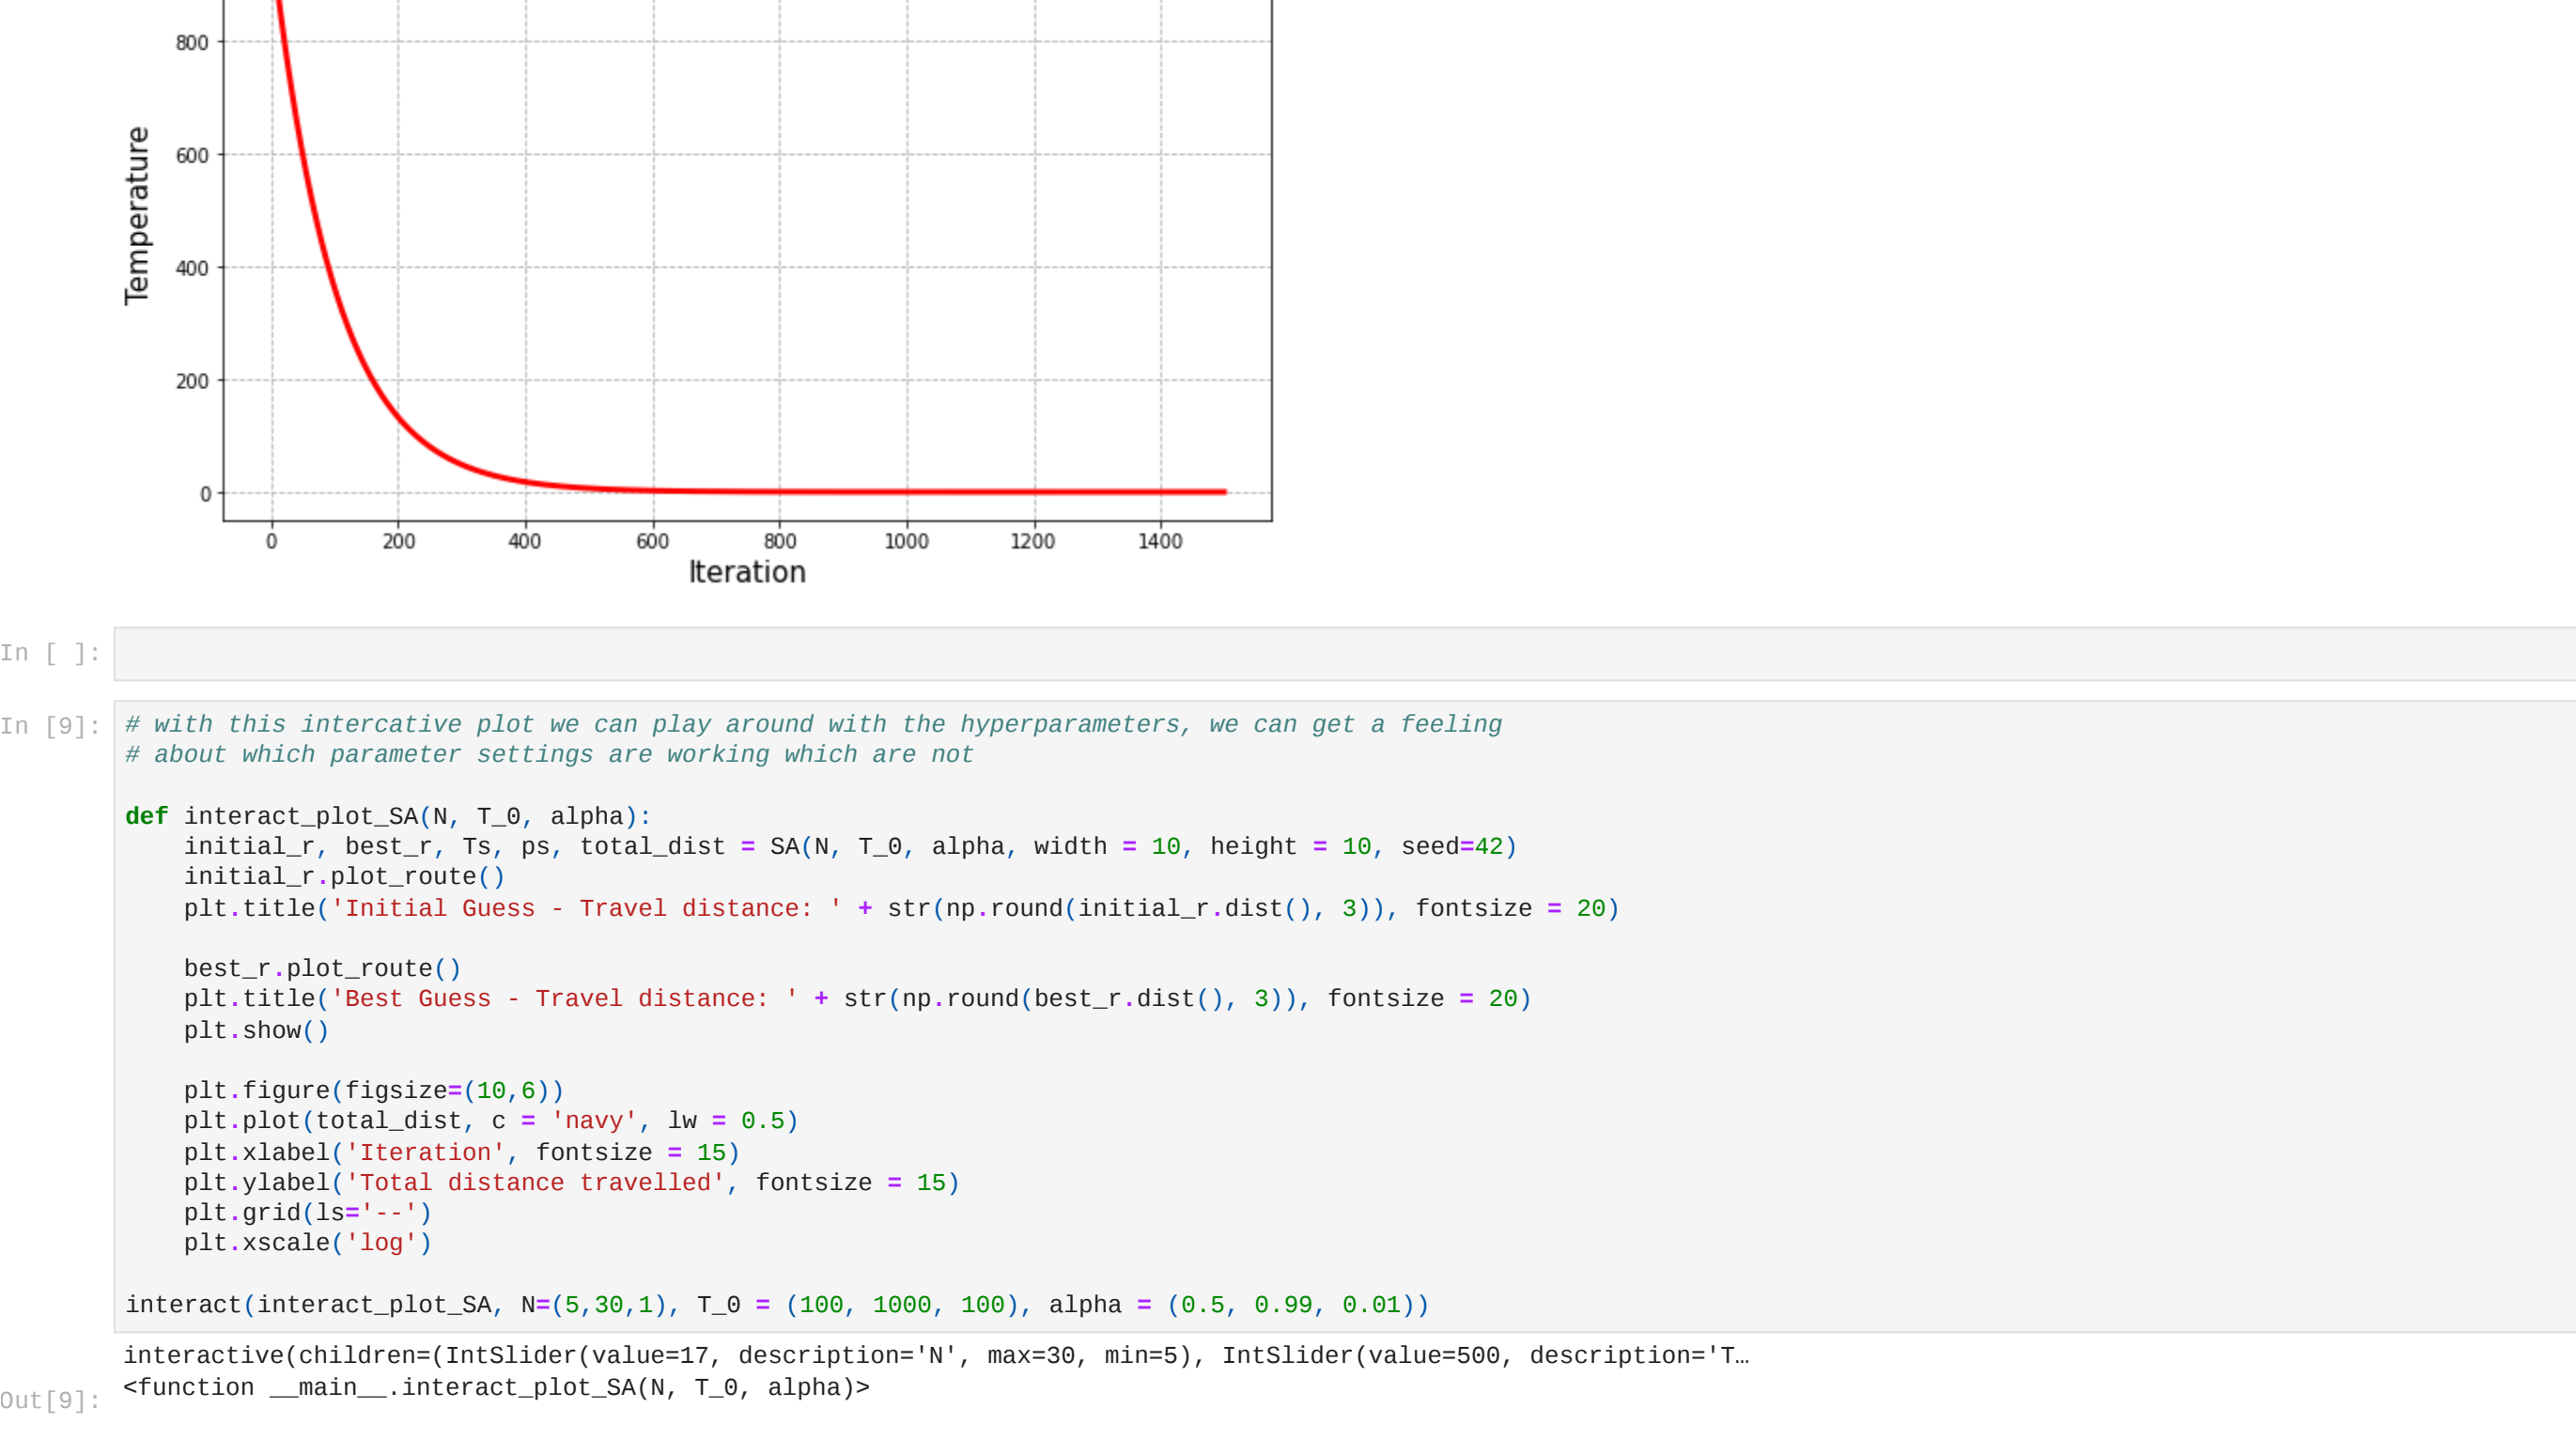 800
600
400
200
0
Temperature
0 200 400 600 800 1000 1200 1400
Iteration
In [ ]:
In [9]:
# with this intercative plot we can play around with the hyperparameters, we can get a feeling
# about which parameter settings are working which are not
def interact_plot_SA(N, T_0, alpha):
    initial_r, best_r, Ts, ps, total_dist = SA(N, T_0, alpha, width = 10, height = 10, seed=42)
    initial_r.plot_route()
    plt.title('Initial Guess - Travel distance: ' + str(np.round(initial_r.dist(), 3)), fontsize = 20)
    best_r.plot_route()
    plt.title('Best Guess - Travel distance: ' + str(np.round(best_r.dist(), 3)), fontsize = 20)
    plt.show()
    plt.figure(figsize=(10,6))
    plt.plot(total_dist, c = 'navy', lw = 0.5)
    plt.xlabel('Iteration', fontsize = 15)
    plt.ylabel('Total distance travelled', fontsize = 15)
    plt.grid(ls='--')
    plt.xscale('log')
interact(interact_plot_SA, N=(5,30,1), T_0 = (100, 1000, 100), alpha = (0.5, 0.99, 0.01))
interactive(children=(IntSlider(value=17, description='N', max=30, min=5), IntSlider(value=500, description='T…
Out[9]:
<function __main__.interact_plot_SA(N, T_0, alpha)>